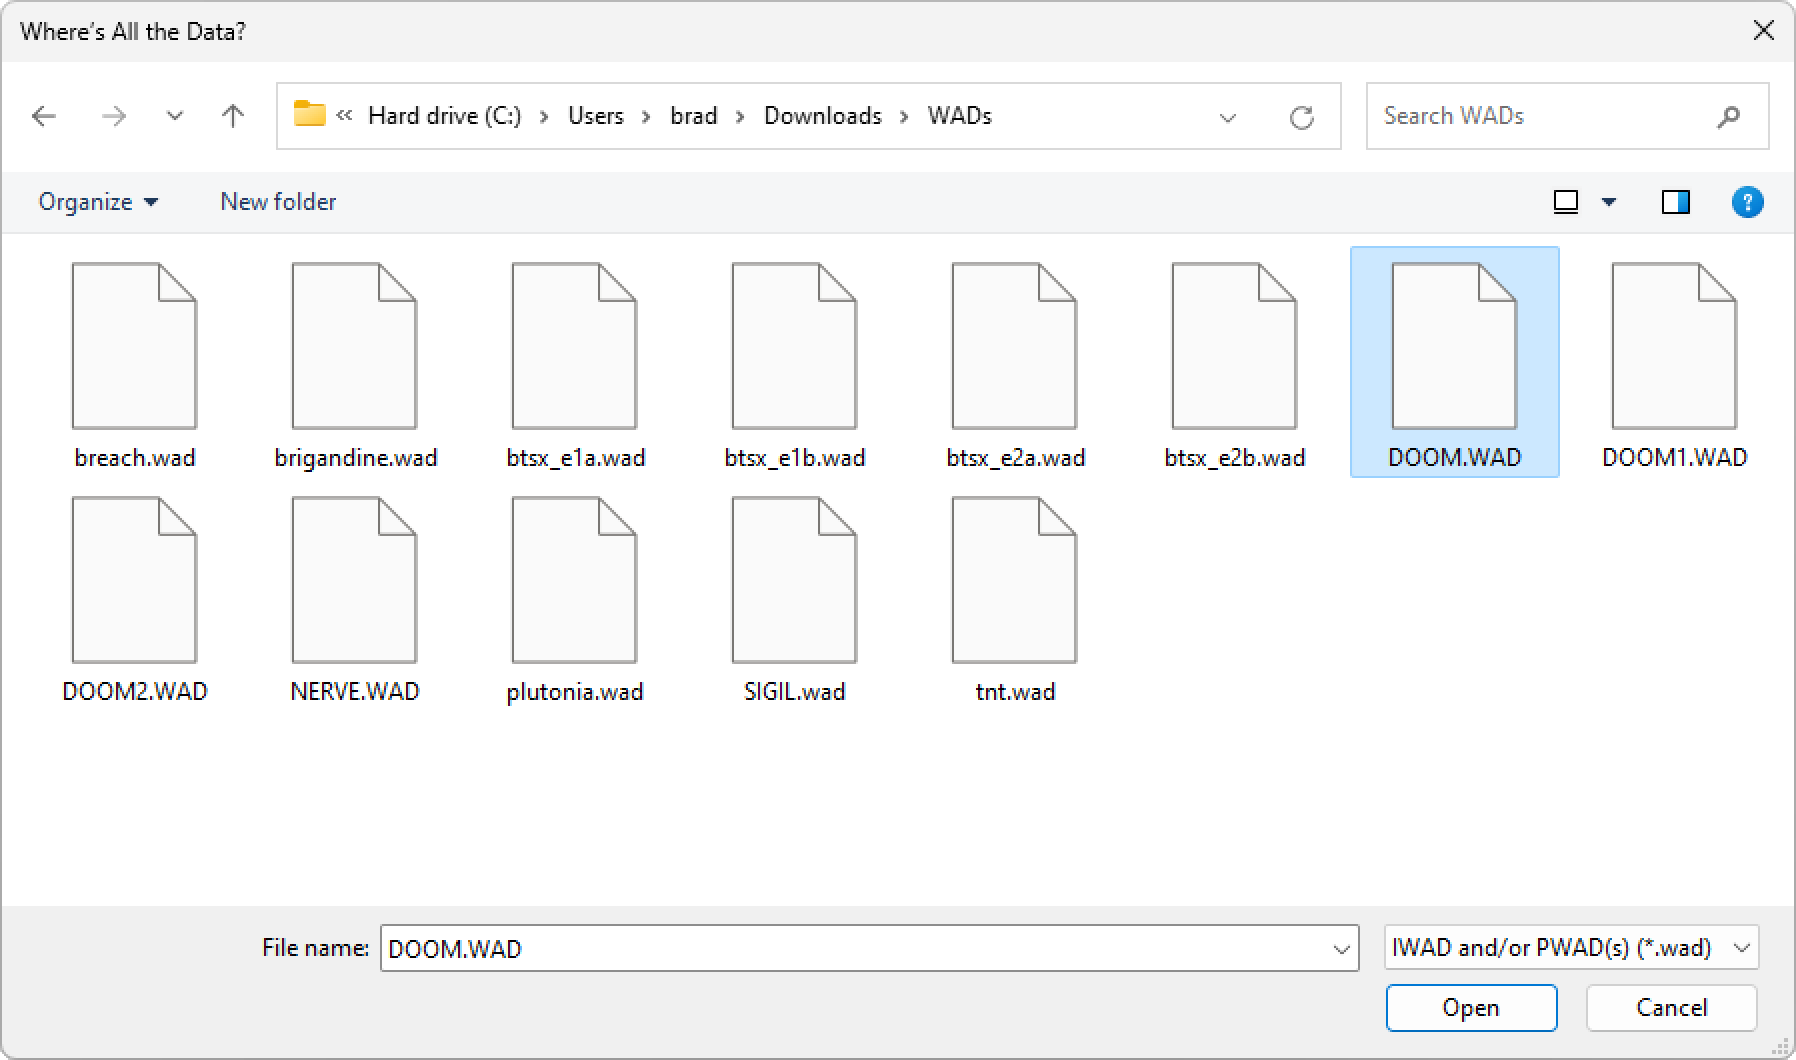 Where's All the Data?
« Hard drive (C:) > Users > brad > Downloads > WADs
Search WADs
Organize
New folder
?
breach.wad
brigandine.wad
btsx_e1a.wad
btsx_e1b.wad
btsx_e2a.wad
btsx_e2b.wad
DOOM.WAD
DOOM1.WAD
DOOM2.WAD
NERVE.WAD
plutonia.wad
SIGIL.wad
tnt.wad
File name:
DOOM.WAD
IWAD and/or PWAD(s) (*.wad)
Open
Cancel